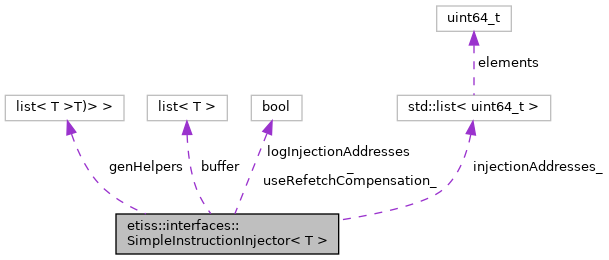 uint64_t
elements
list< T >T)> >
list< T >
bool
std::list< uint64_t >
genHelpers
buffer
logInjectionAddresses
_
useRefetchCompensation_
injectionAddresses_
etiss::interfaces::
SimpleInstructionInjector< T >